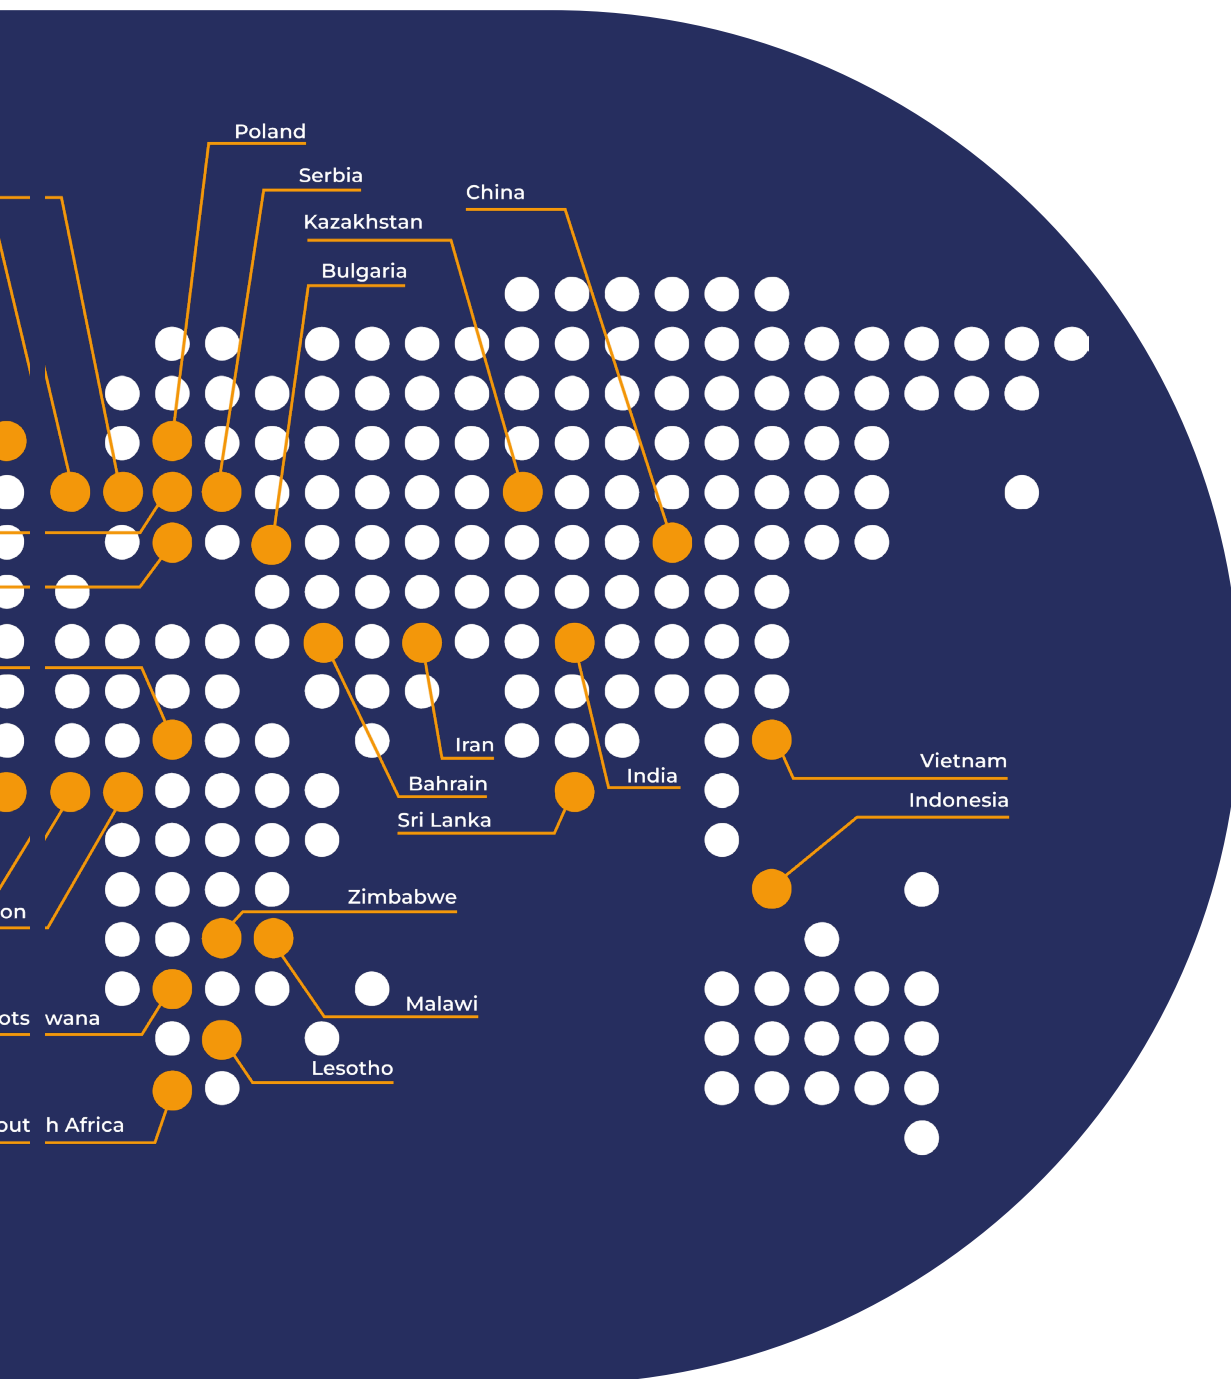 Poland
Serbia
China
Kazakhstan
Bulgaria
Iran
Vietnam
India
Bahrain
Indonesia
Sri Lanka
Zimbabwe
on
Malawi
ots wana
Lesotho
out h Africa